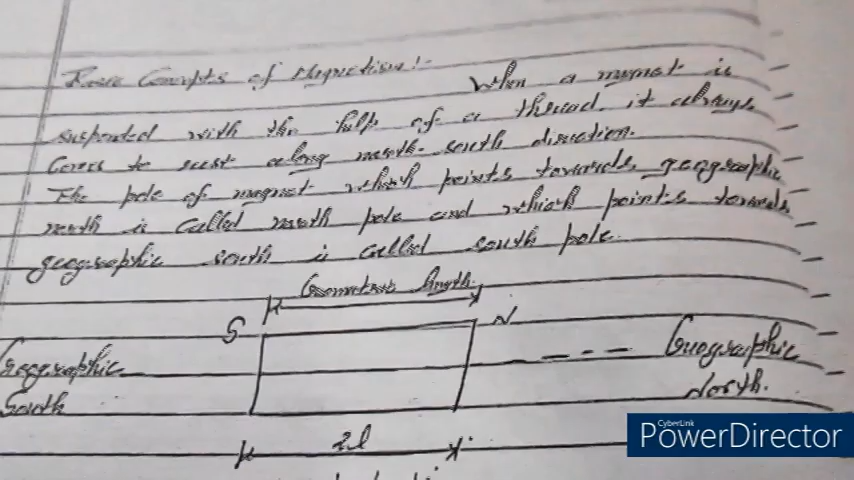 Basic Concepts of Magnetism:- When a magnet is
suspended with the help of a thread, it always
comes to rest along north-south direction.
The pole of magnet which points towards geographic
north is called north pole and which points towards
geographic south is called south pole.
Geometric length
S N
Geographic South
Geographic North.
2l
CyberLink
PowerDirector